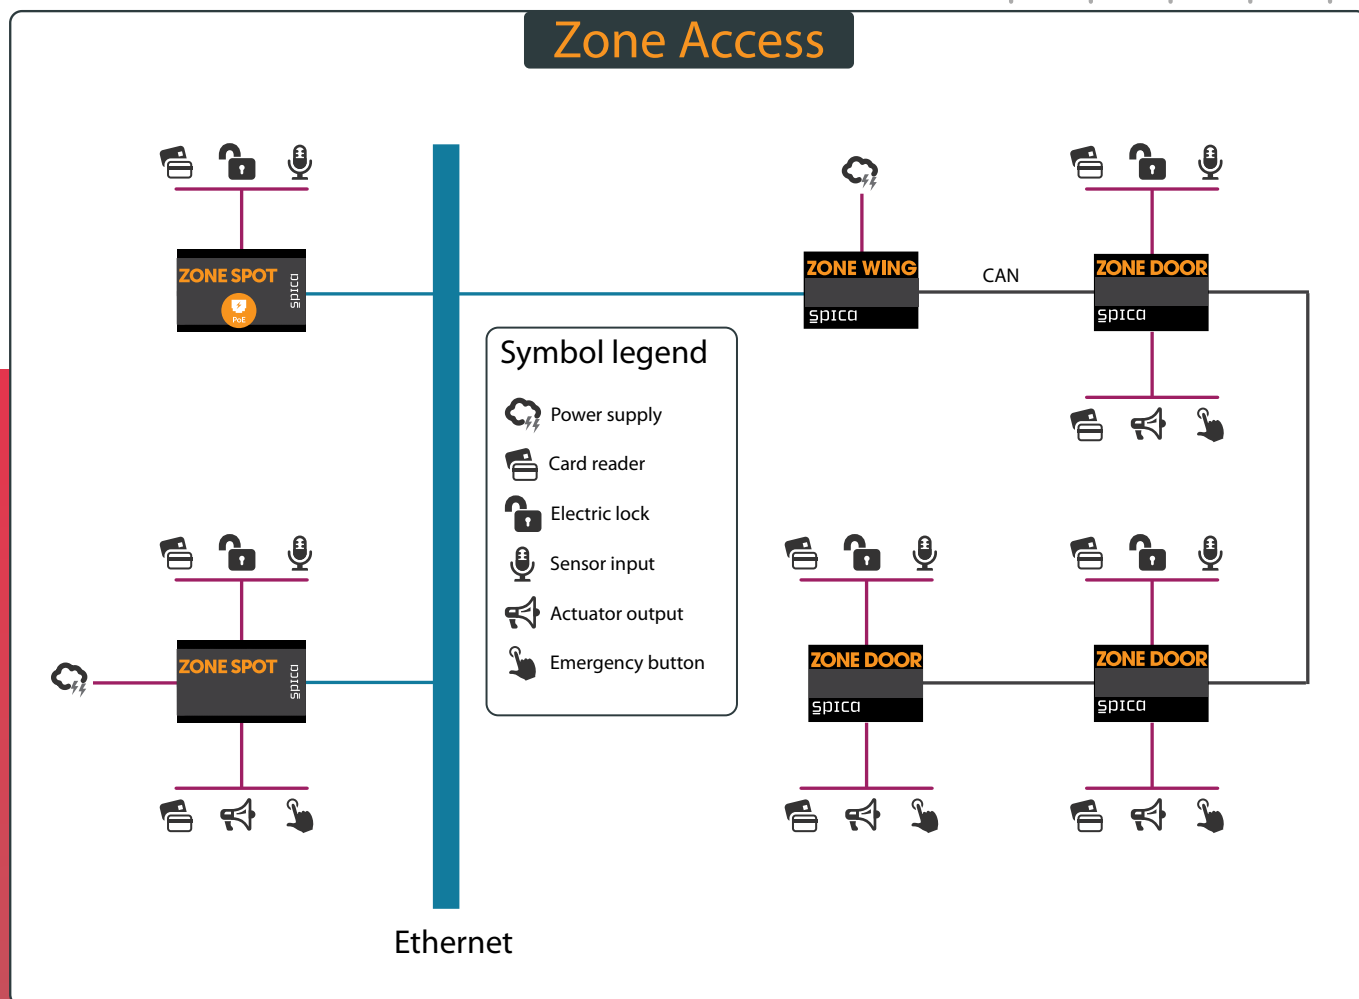 Zone Access
ZONE SPOT
PoE
spica
ZONE WING
spica
CAN
ZONE DOOR
spica
Symbol legend
Power supply
Card reader
Electric lock
Sensor input
Actuator output
Emergency button
ZONE SPOT
spica
ZONE DOOR
spica
ZONE DOOR
spica
Ethernet